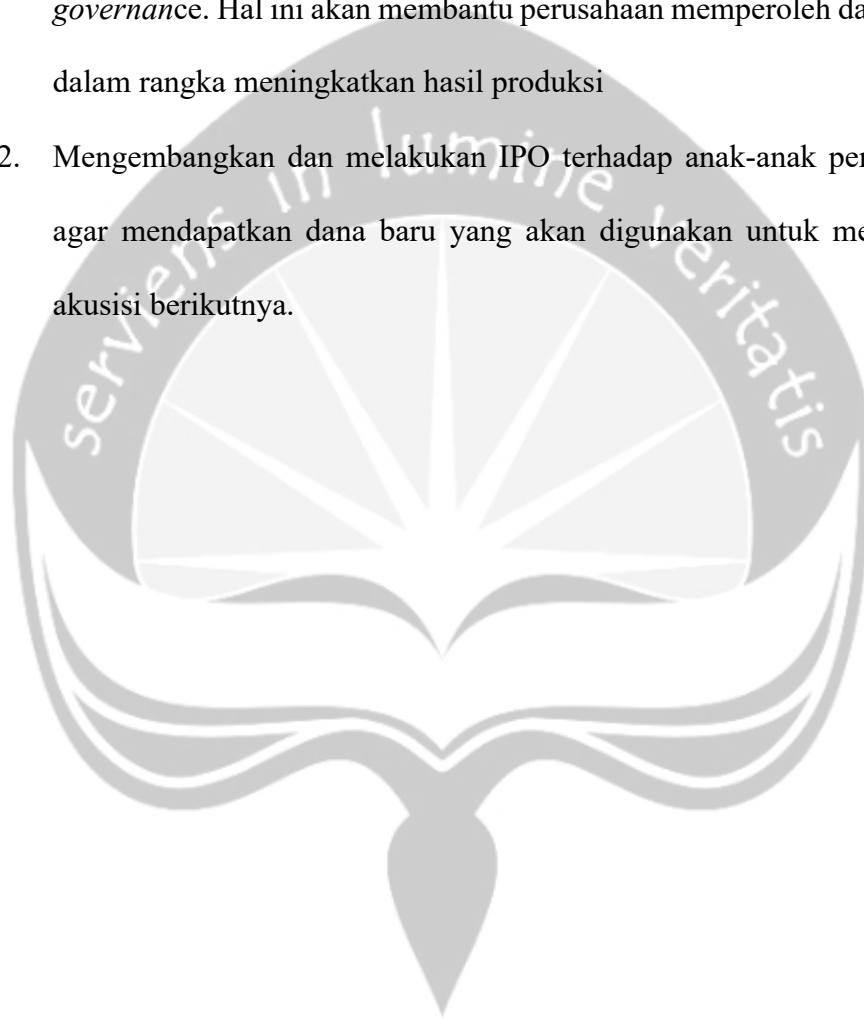 governance. Hal ini akan membantu perusahaan memperoleh da
dalam rangka meningkatkan hasil produksi
2. Mengembangkan dan melakukan IPO terhadap anak-anak per
agar mendapatkan dana baru yang akan digunakan untuk me
akusisi berikutnya.
serviens in lumine veritatis